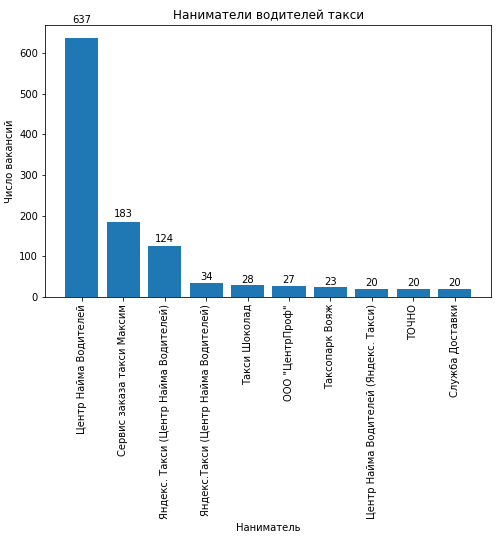 Наниматели водителей такси
Число вакансий
600
500
400
300
200
100
0
637
183
124
34
28
27
23
20
20
20
Центр Найма Водителей
Сервис заказа такси Максим
Яндекс. Такси (Центр Найма Водителей)
Яндекс.Такси (Центр Найма Водителей)
Такси Шоколад
ООО "ЦентрПроф"
Таксопарк Вояж
Центр Найма Водителей (Яндекс. Такси)
ТОЧНО
Служба Доставки
Наниматель